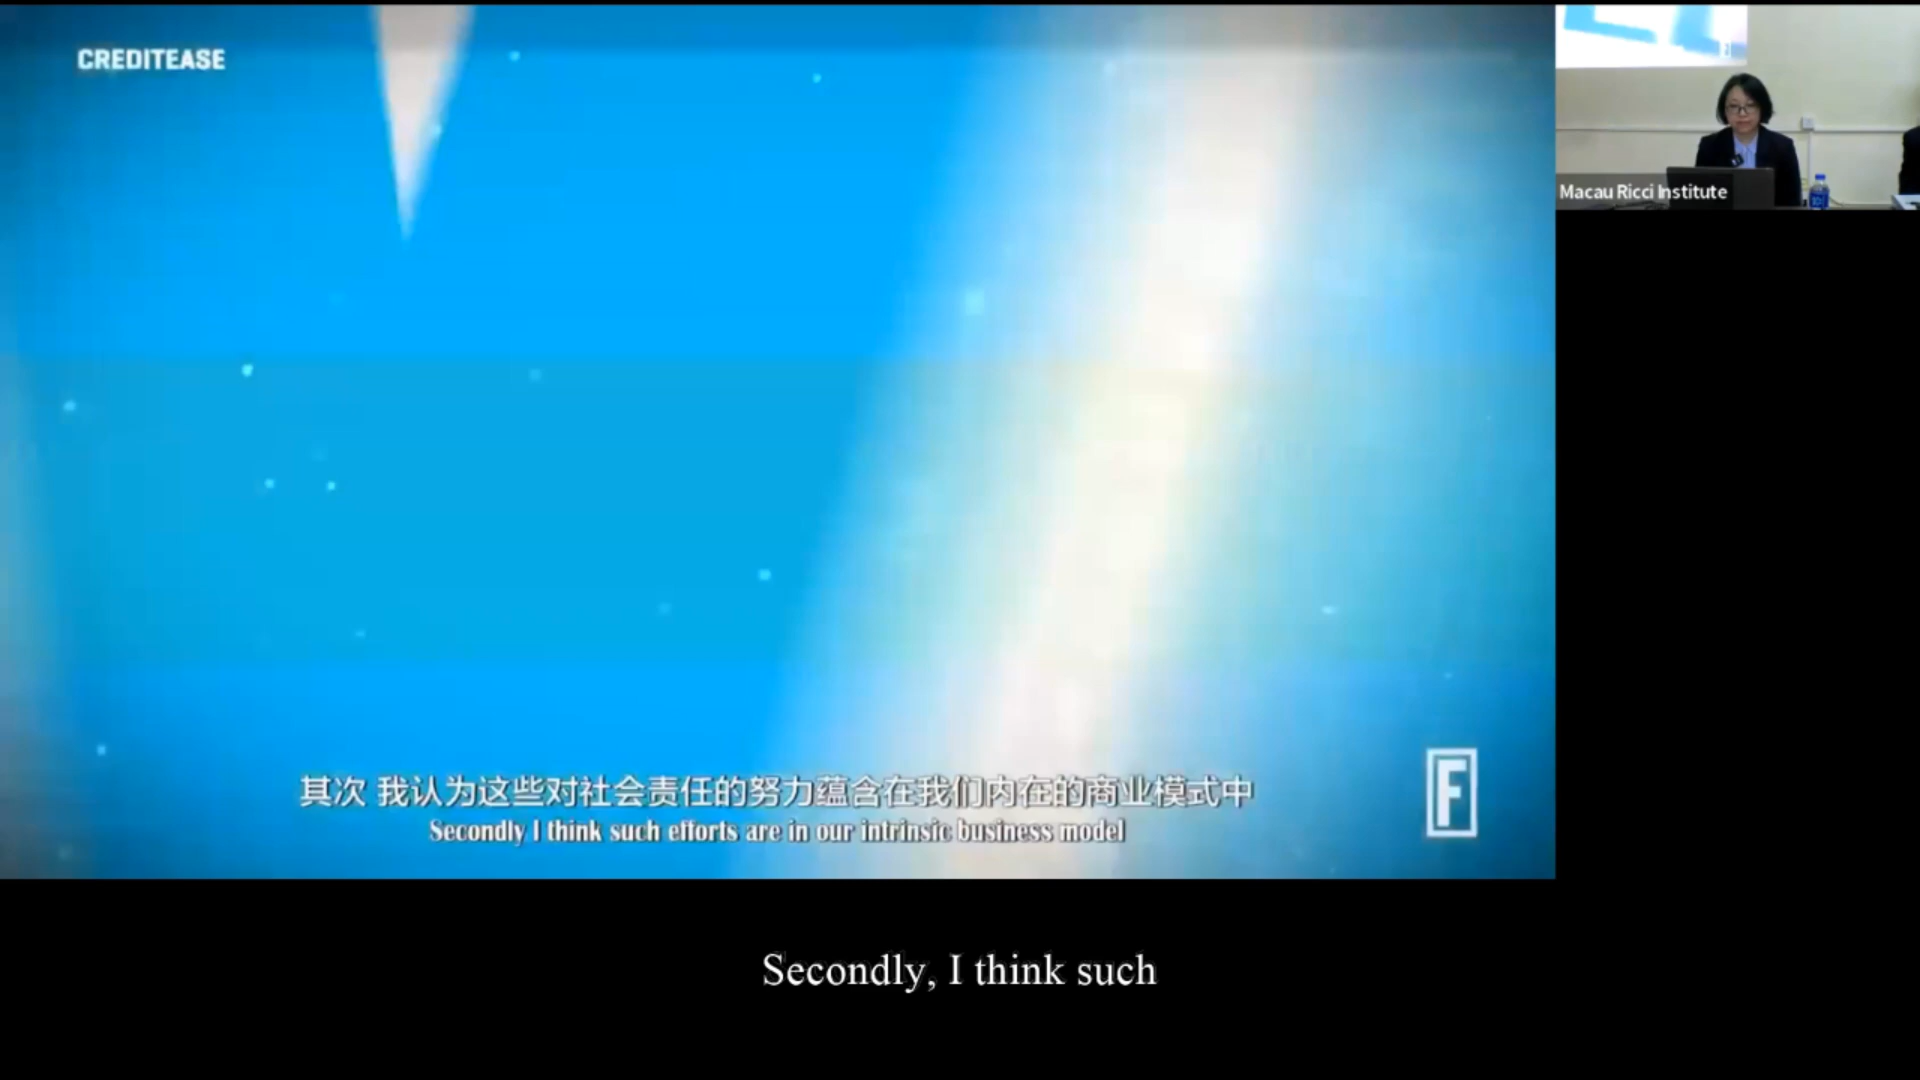 CREDITEASE
Macau Ricci Institute
其次 我认为这些对社会责任的努力蕴含在我们内在的商业模式中
Secondly I think such efforts are in our intrinsic business model
F
Secondly, I think such